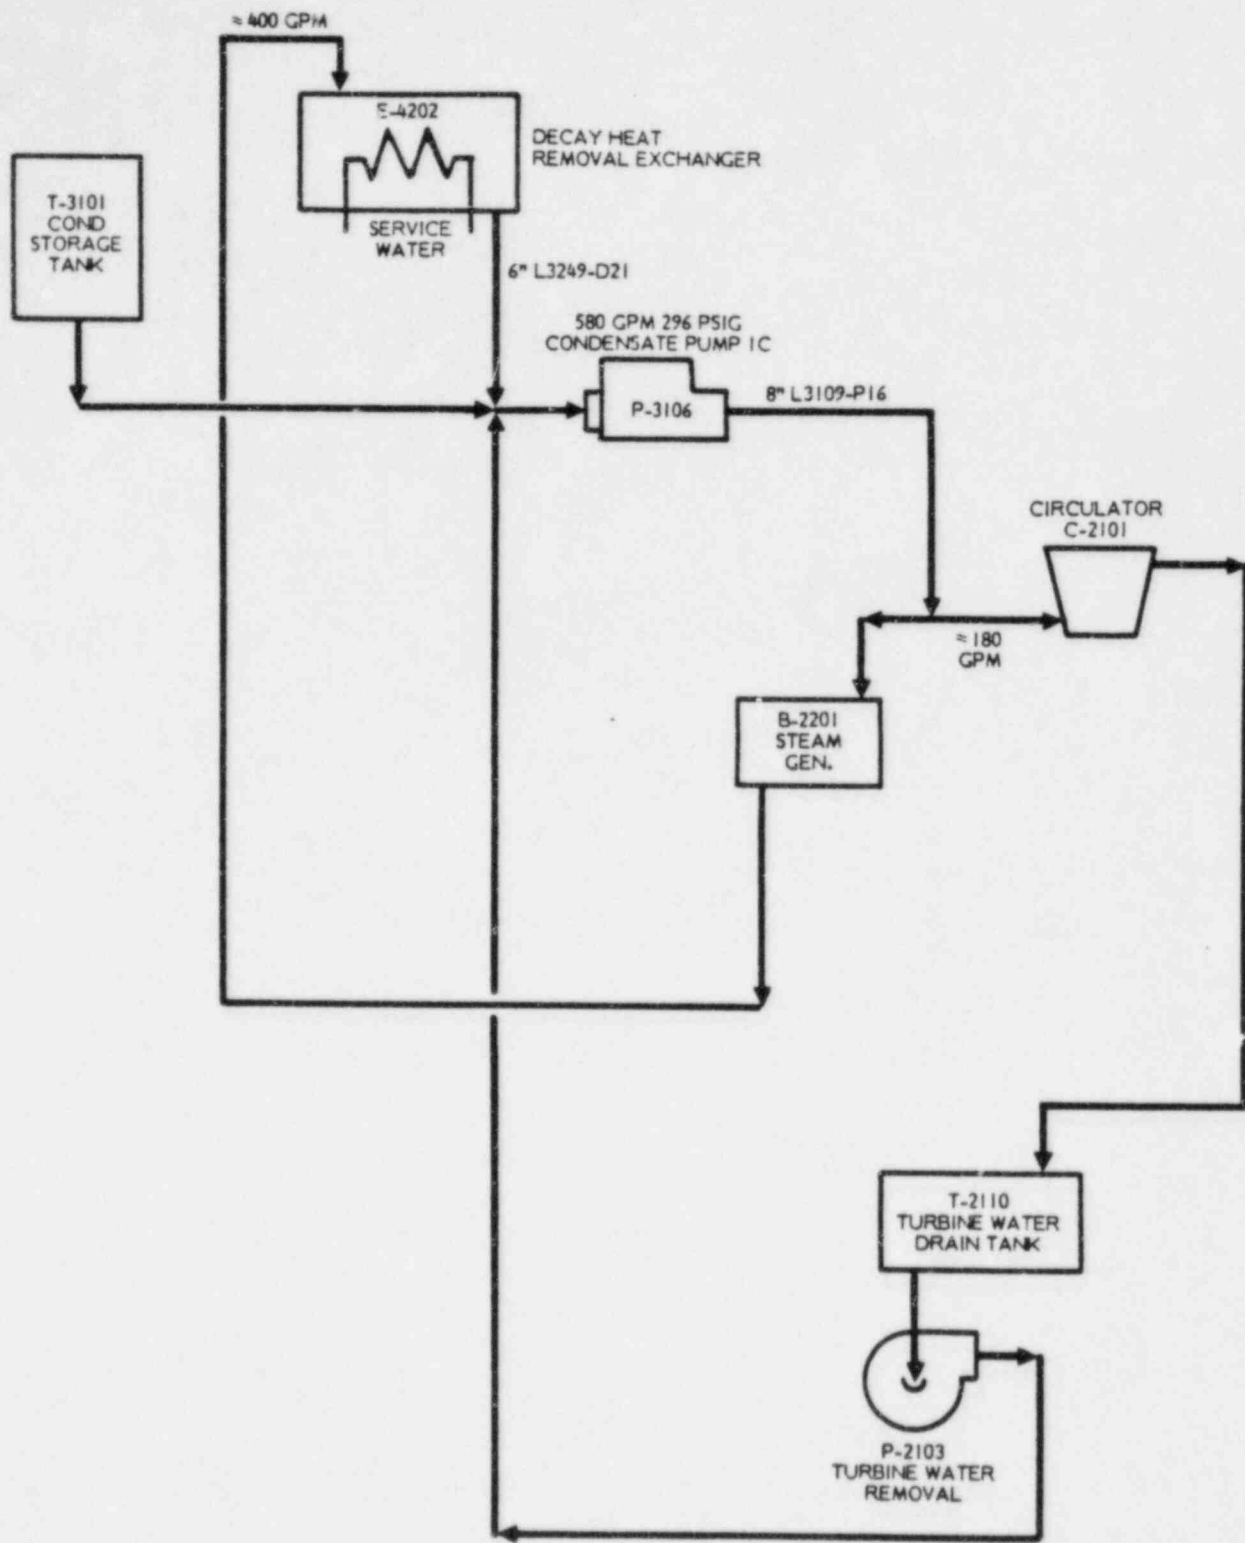 ≈ 400 GPM
E-4202
DECAY HEAT
REMOVAL EXCHANGER
T-3101
COND
STORAGE
TANK
SERVICE
WATER
6" L3249-D21
580 GPM 296 PSIG
CONDENSATE PUMP 1C
P-3106
8" L3109-P16
CIRCULATOR
C-2101
≈ 180
GPM
B-2201
STEAM
GEN.
T-2110
TURBINE WATER
DRAIN TANK
P-2103
TURBINE WATER
REMOVAL